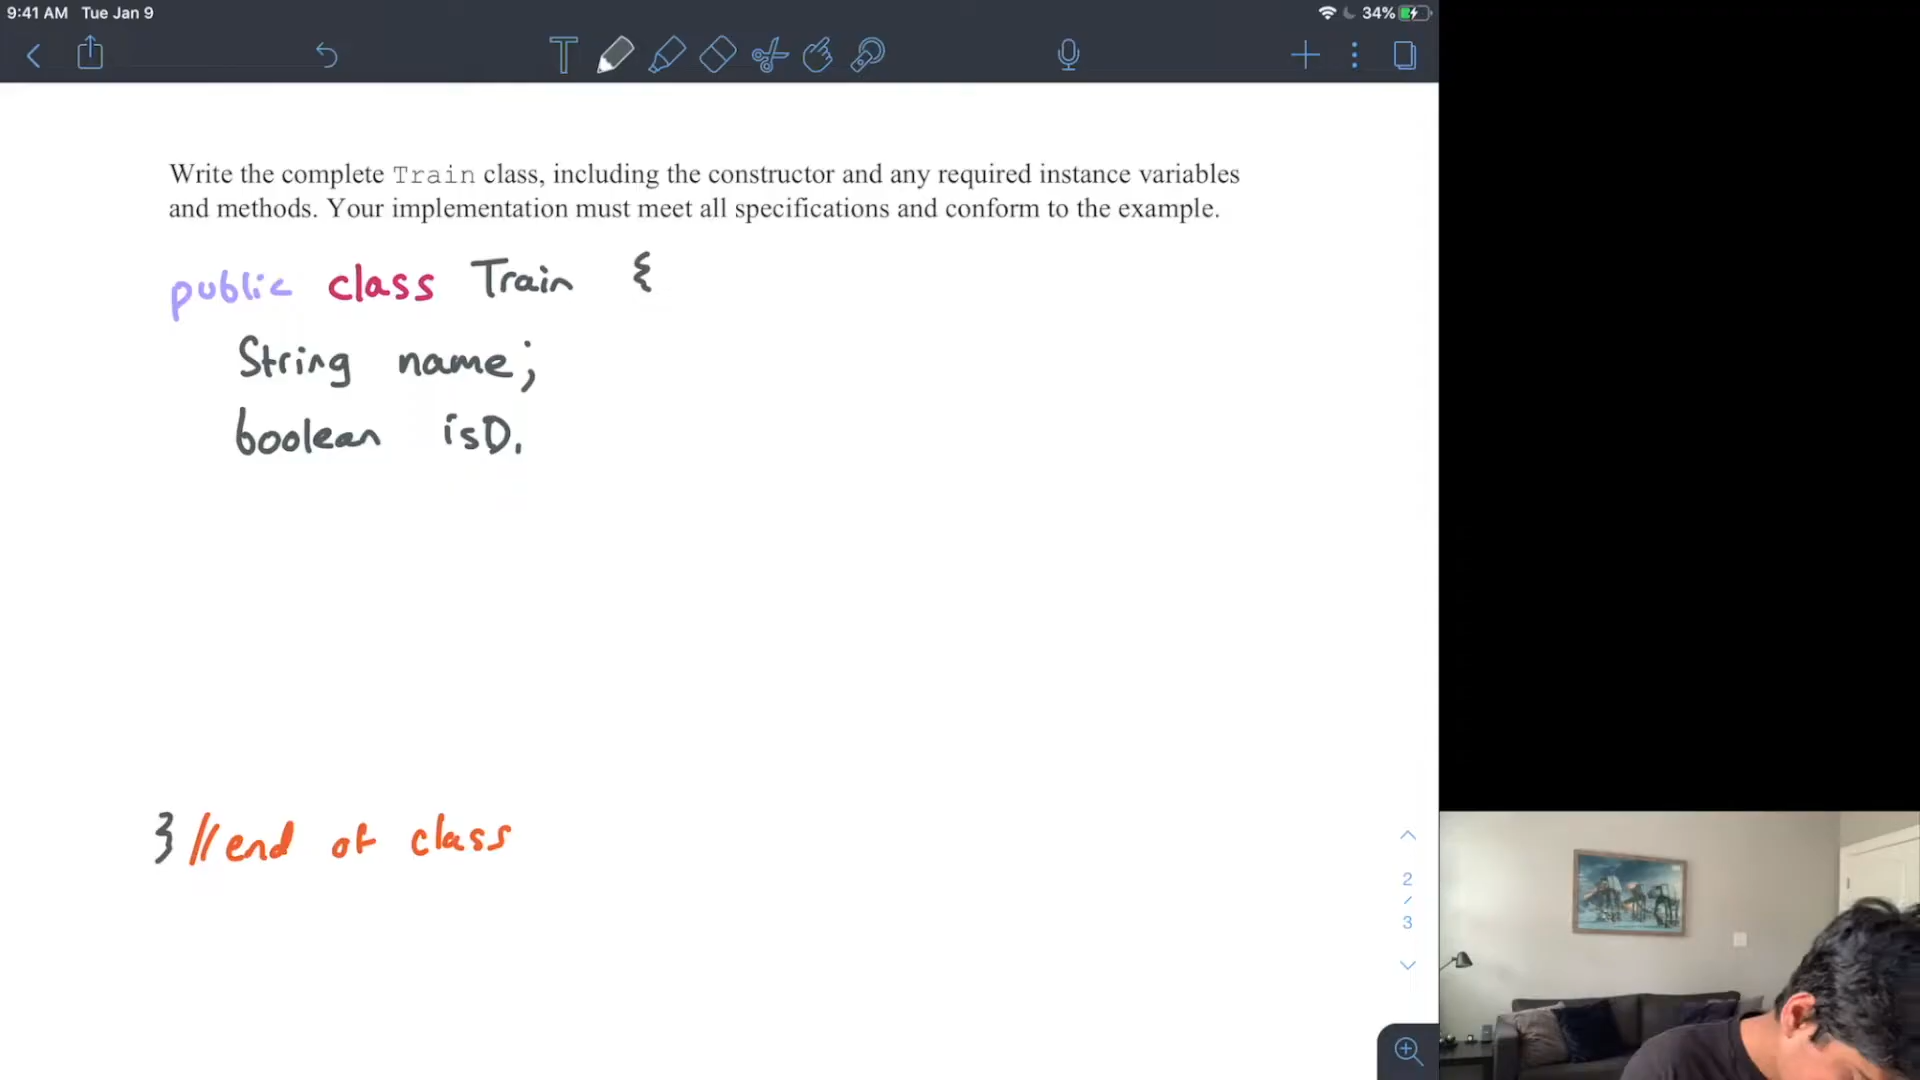 9:41 AM Tue Jan 9
34%
Write the complete Train class, including the constructor and any required instance variables
and methods. Your implementation must meet all specifications and conform to the example.
public class Train {
String name;
boolean isD.
} //end of class
2
/
3